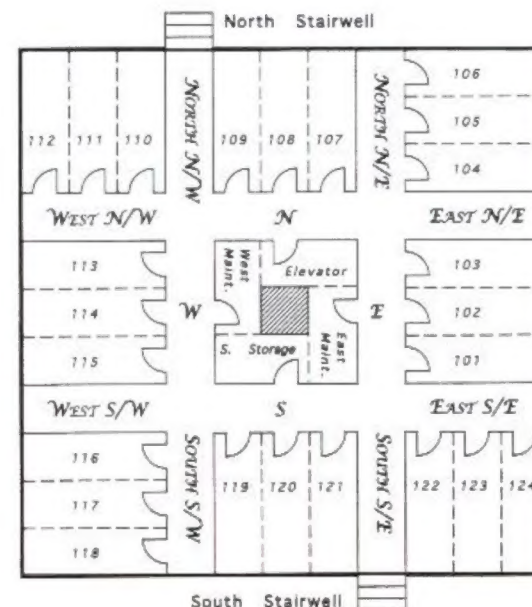 North Stairwell
NORTH N/W
NORTH N/E
112 111 110
109 108 107
106
105
104
WEST N/W
N
EAST N/E
113
114
115
W
West Maint.
Elevator
S. Storage
East Maint.
E
103
102
101
WEST S/W
S
EAST S/E
116
117
118
SOUTH S/W
119 120 121
SOUTH S/E
122 123 124
South Stairwell